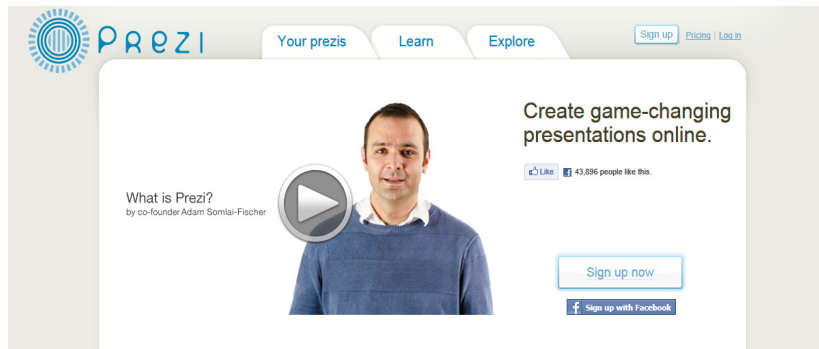 Prezi
Your prezis
Learn
Explore
Sign up
Pricing | Log in
Create game-changing
presentations online.
Like
43,896 people like this.
What is Prezi?
by co-founder Adam Somlai-Fischer
Sign up now
f Sign up with Facebook